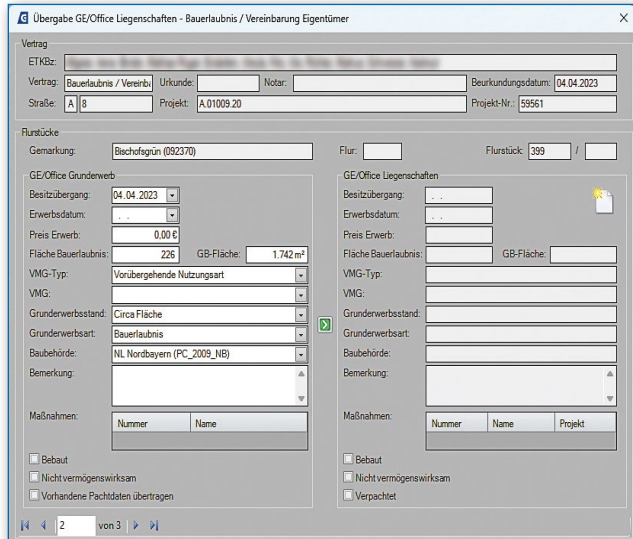 Übergabe GE/Office Liegenschaften - Bauerlaubnis / Vereinbarung Eigentümer
Vertrag
ETKBz:
Vertrag: Bauerlaubnis / Vereinba Urkunde: Notar: Beurkundungsdatum: 04.04.2023
Straße: A 8 Projekt: A.01009.20 Projekt-Nr.: 59561
Flurstücke
Gemarkung: Bischofsgrün (092370) Flur: Flurstück: 399 /
GE/Office Grunderwerb
Besitzübergang: 04.04.2023
Erwerbsdatum: . .
Preis Erwerb: 0,00 €
Fläche Bauerlaubnis: 226 GB-Fläche: 1.742 m²
VMG-Typ: Vorübergehende Nutzungsart
VMG:
Grunderwerbsstand: Circa Fläche
Grunderwerbsart: Bauerlaubnis
Baubehörde: NL Nordbayern (PC_2009_NB)
Bemerkung:
Maßnahmen: Nummer Name
Bebaut
Nicht vermögenswirksam
Vorhandene Pachtdaten übertragen
GE/Office Liegenschaften
Besitzübergang: . .
Erwerbsdatum: . .
Preis Erwerb:
Fläche Bauerlaubnis: GB-Fläche:
VMG-Typ:
VMG:
Grunderwerbsstand:
Grunderwerbsart:
Baubehörde:
Bemerkung:
Maßnahmen: Nummer Name Projekt
Bebaut
Nicht vermögenswirksam
Verpachtet
2 von 3